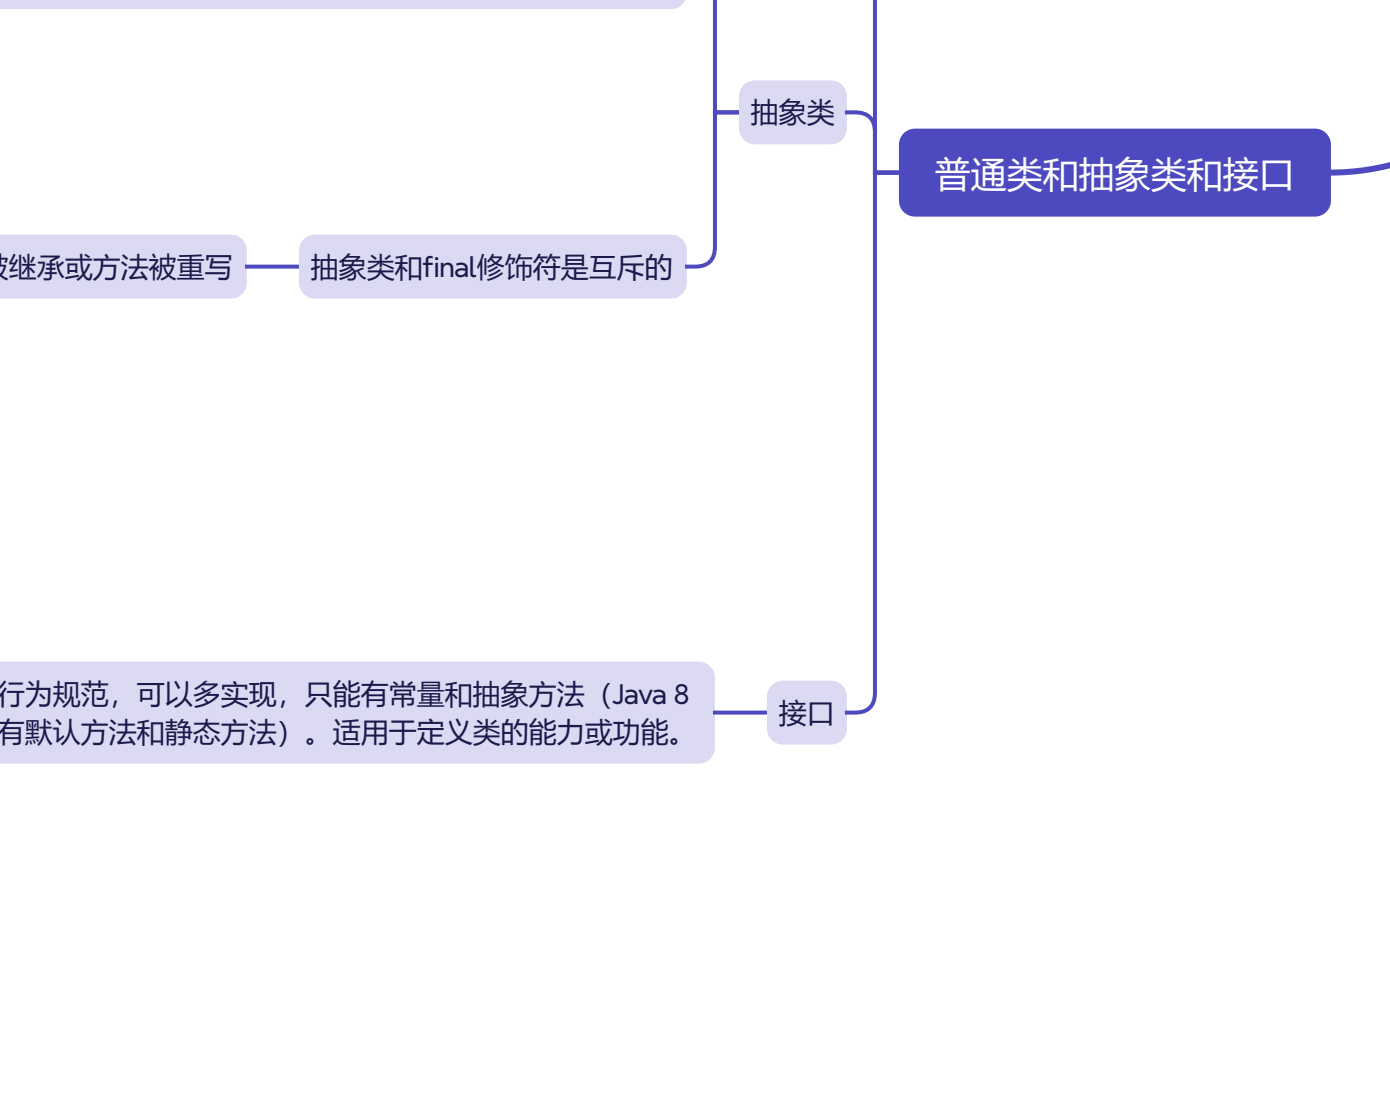 抽象类
普通类和抽象类和接口
被继承或方法被重写
抽象类和final修饰符是互斥的
行为规范，可以多实现，只能有常量和抽象方法（Java 8
有默认方法和静态方法）。适用于定义类的能力或功能。
接口